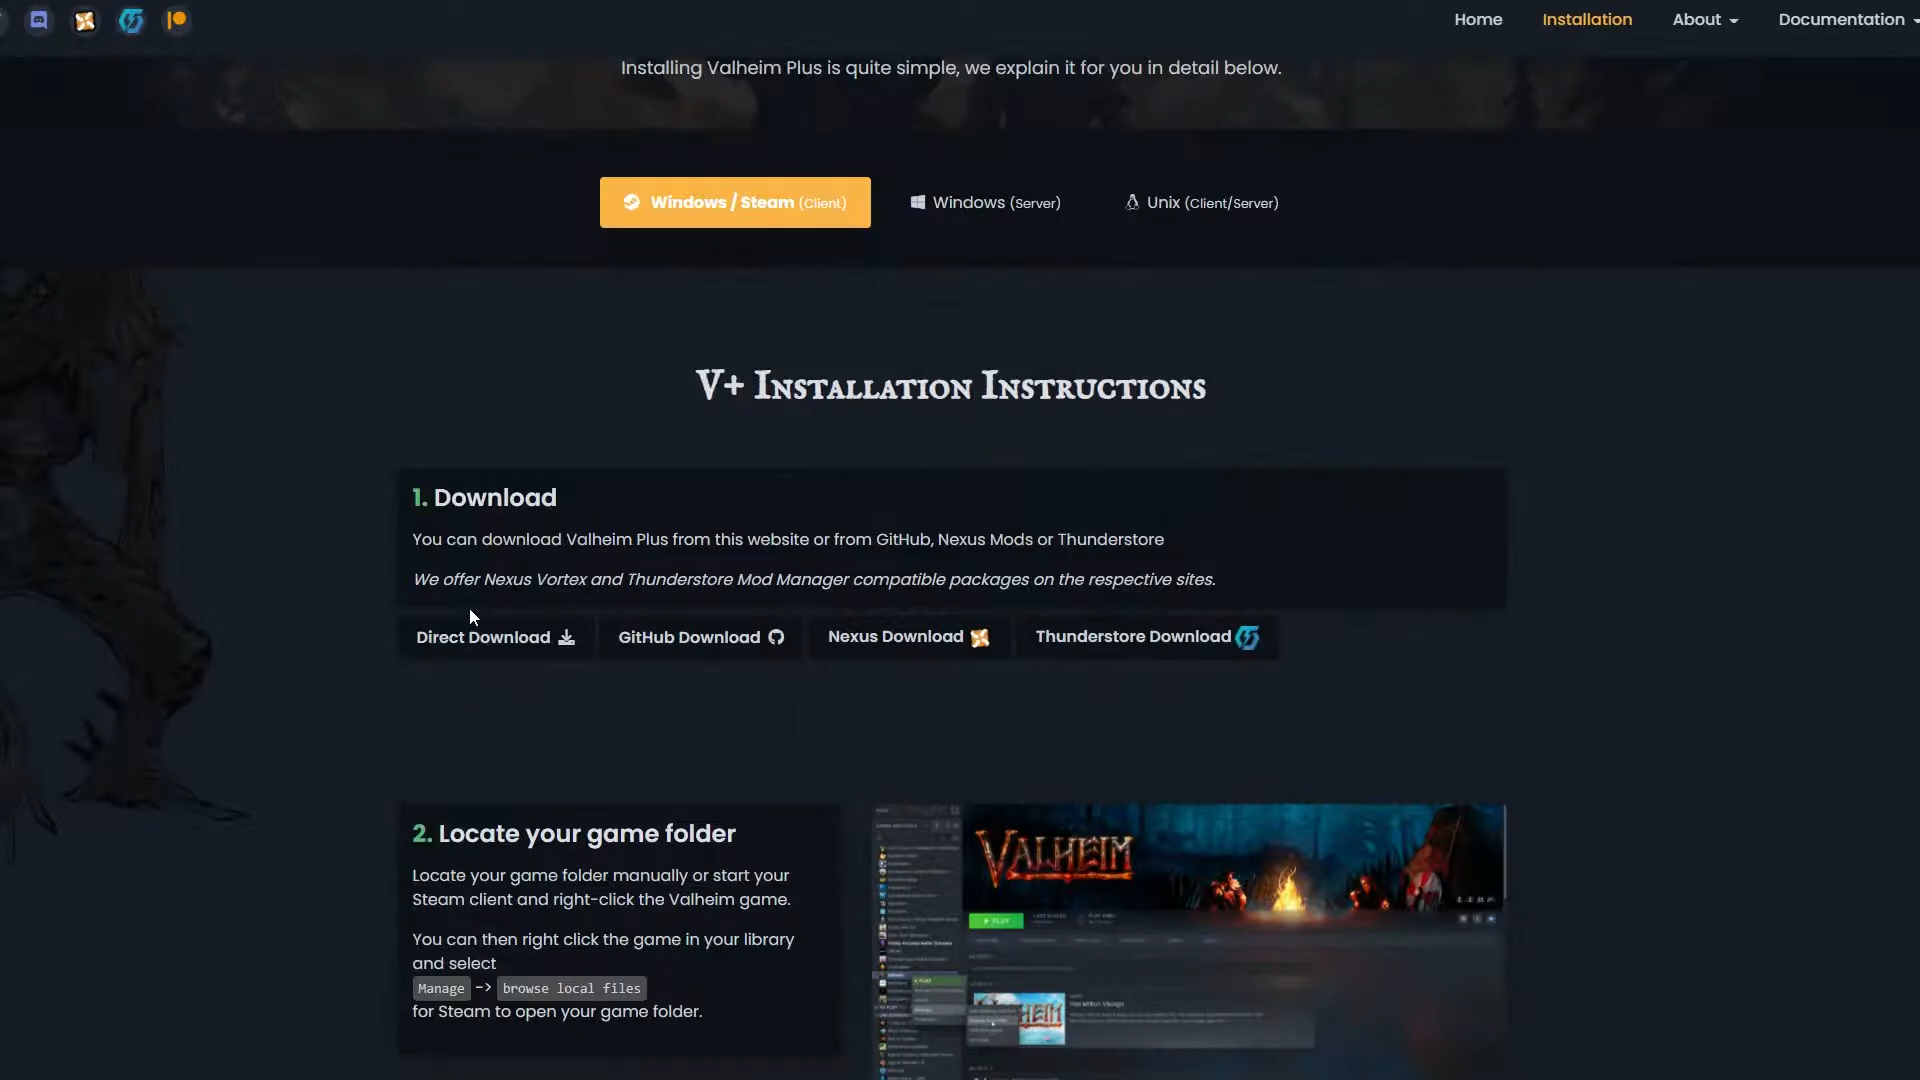 Home
Installation
About
Documentation
Installing Valheim Plus is quite simple, we explain it for you in detail below.
Windows / Steam (Client)
Windows (Server)
Unix (Client/Server)
V+ Installation Instructions
1. Download
You can download Valheim Plus from this website or from GitHub, Nexus Mods or Thunderstore
We offer Nexus Vortex and Thunderstore Mod Manager compatible packages on the respective sites.
Direct Download
GitHub Download
Nexus Download
Thunderstore Download
2. Locate your game folder
Locate your game folder manually or start your
Steam client and right-click the Valheim game.
You can then right click the game in your library
and select
Manage -> browse local files
for Steam to open your game folder.
VALHEIM
PLAY